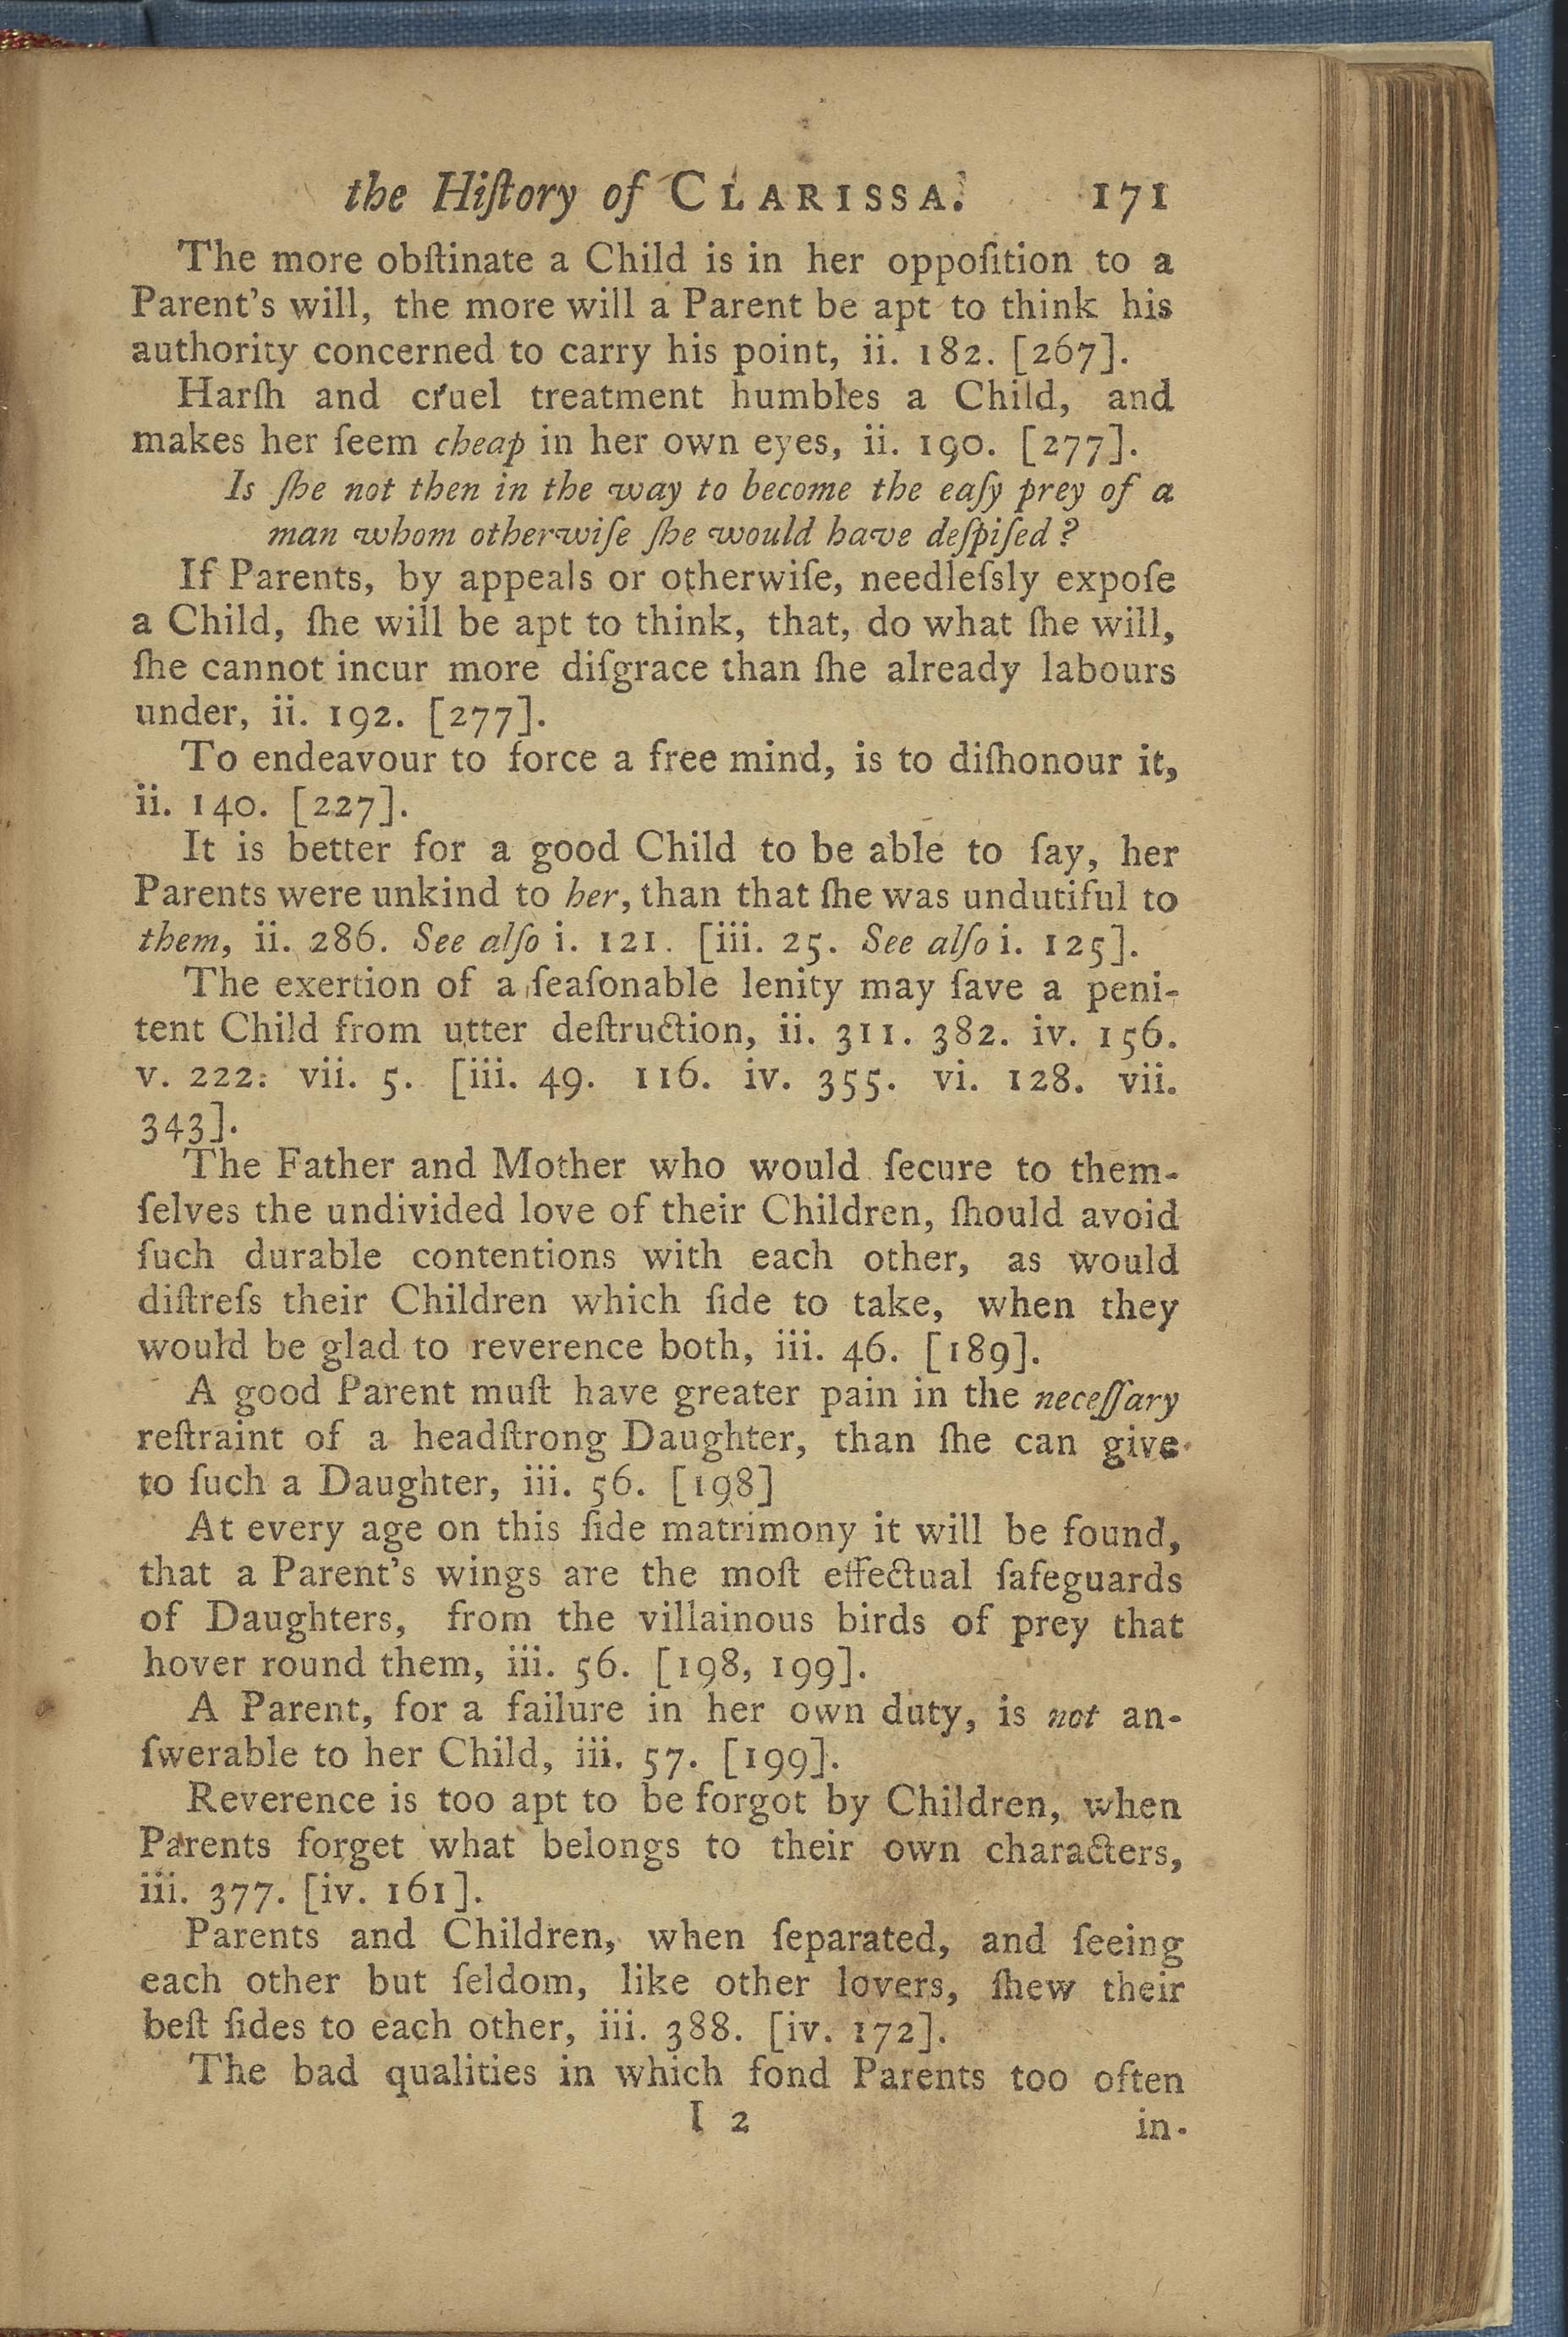 the Hiſtory of CLARISSA. 171
The more obſtinate a Child is in her oppoſition to a
Parent's will, the more will a Parent be apt to think his
authority concerned to carry his point, ii. 182. [267].
Harſh and cruel treatment humbles a Child, and
makes her ſeem cheap in her own eyes, ii. 190. [277].
Is ſhe not then in the way to become the eaſy prey of a
man whom otherwiſe ſhe would have deſpiſed?
If Parents, by appeals or otherwiſe, needleſsly expoſe
a Child, ſhe will be apt to think, that, do what ſhe will,
ſhe cannot incur more diſgrace than ſhe already labours
under, ii. 192. [277].
To endeavour to force a free mind, is to diſhonour it,
ii. 140. [227].
It is better for a good Child to be able to ſay, her
Parents were unkind to her, than that ſhe was undutiful to
them, ii. 286. See alſo i. 121. [iii. 25. See alſo i. 125].
The exertion of a ſeaſonable lenity may ſave a peni-
tent Child from utter deſtruction, ii. 311. 382. iv. 156.
v. 222. vii. 5. [iii. 49. 116. iv. 355. vi. 128. vii.
343].
The Father and Mother who would ſecure to them-
ſelves the undivided love of their Children, ſhould avoid
ſuch durable contentions with each other, as would
diſtreſs their Children which ſide to take, when they
would be glad to reverence both, iii. 46. [189].
A good Parent muſt have greater pain in the neceſſary
reſtraint of a headſtrong Daughter, than ſhe can give
to ſuch a Daughter, iii. 56. [198]
At every age on this ſide matrimony it will be found,
that a Parent's wings are the moſt effectual ſafeguards
of Daughters, from the villainous birds of prey that
hover round them, iii. 56. [198, 199].
A Parent, for a failure in her own duty, is not an-
ſwerable to her Child, iii. 57. [199].
Reverence is too apt to be forgot by Children, when
Parents forget what belongs to their own characters,
iii. 377. [iv. 161].
Parents and Children, when ſeparated, and ſeeing
each other but ſeldom, like other lovers, ſhew their
beſt ſides to each other, iii. 388. [iv. 172].
The bad qualities in which fond Parents too often
I 2 in-